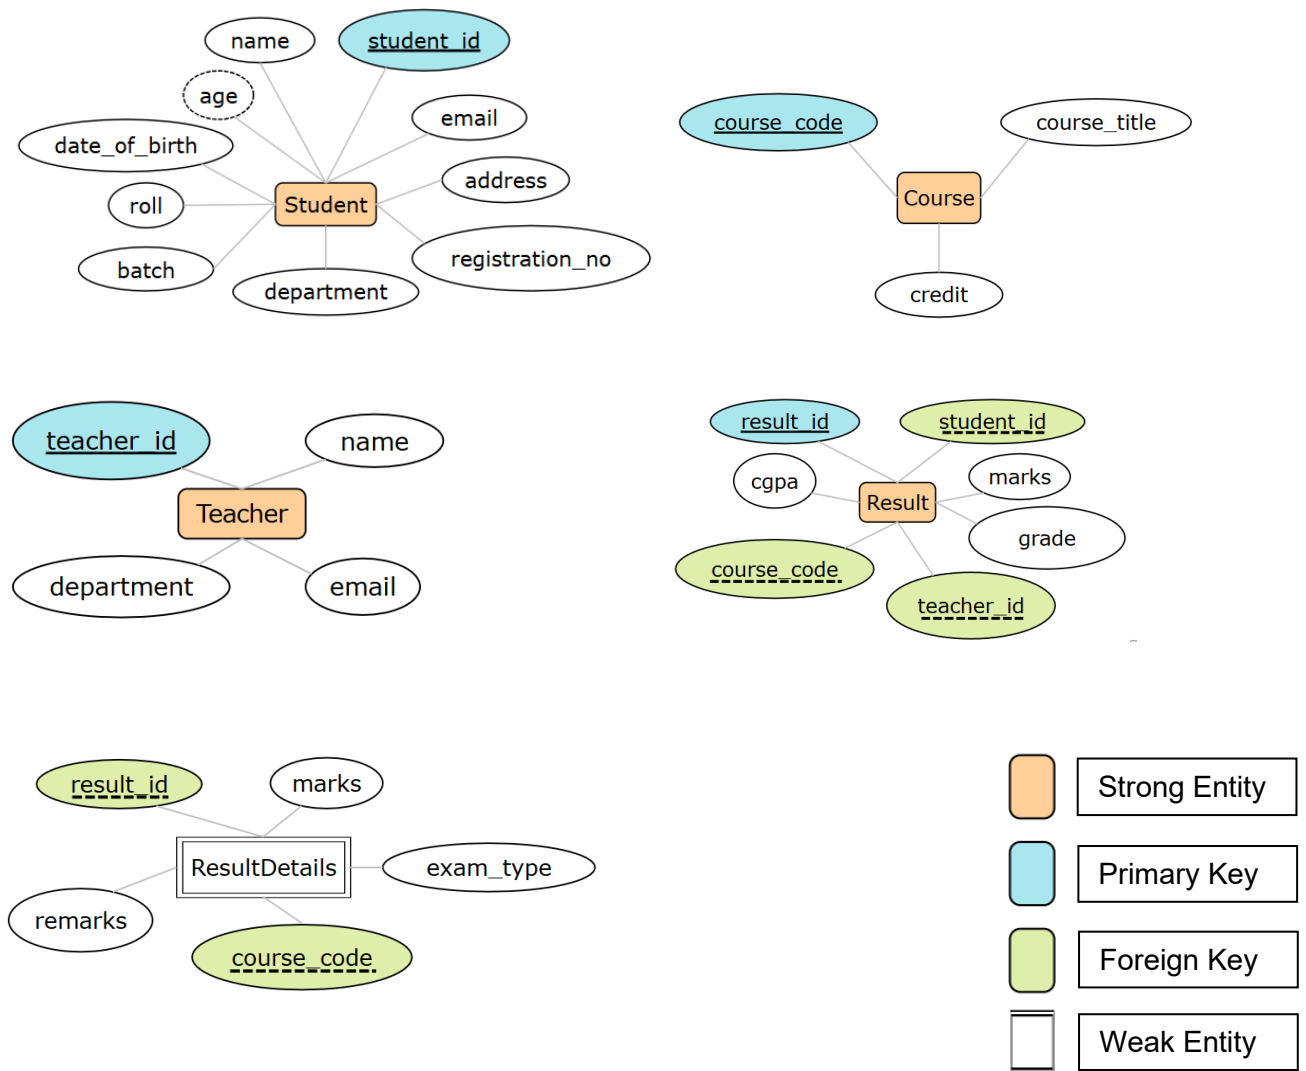 name
student_id
age
email
date_of_birth
address
roll
Student
registration_no
batch
department
course_code
course_title
Course
credit
teacher_id
name
Teacher
department
email
result_id
student_id
cgpa
marks
Result
grade
course_code
teacher_id
result_id
marks
ResultDetails
exam_type
remarks
course_code
Strong Entity
Primary Key
Foreign Key
Weak Entity